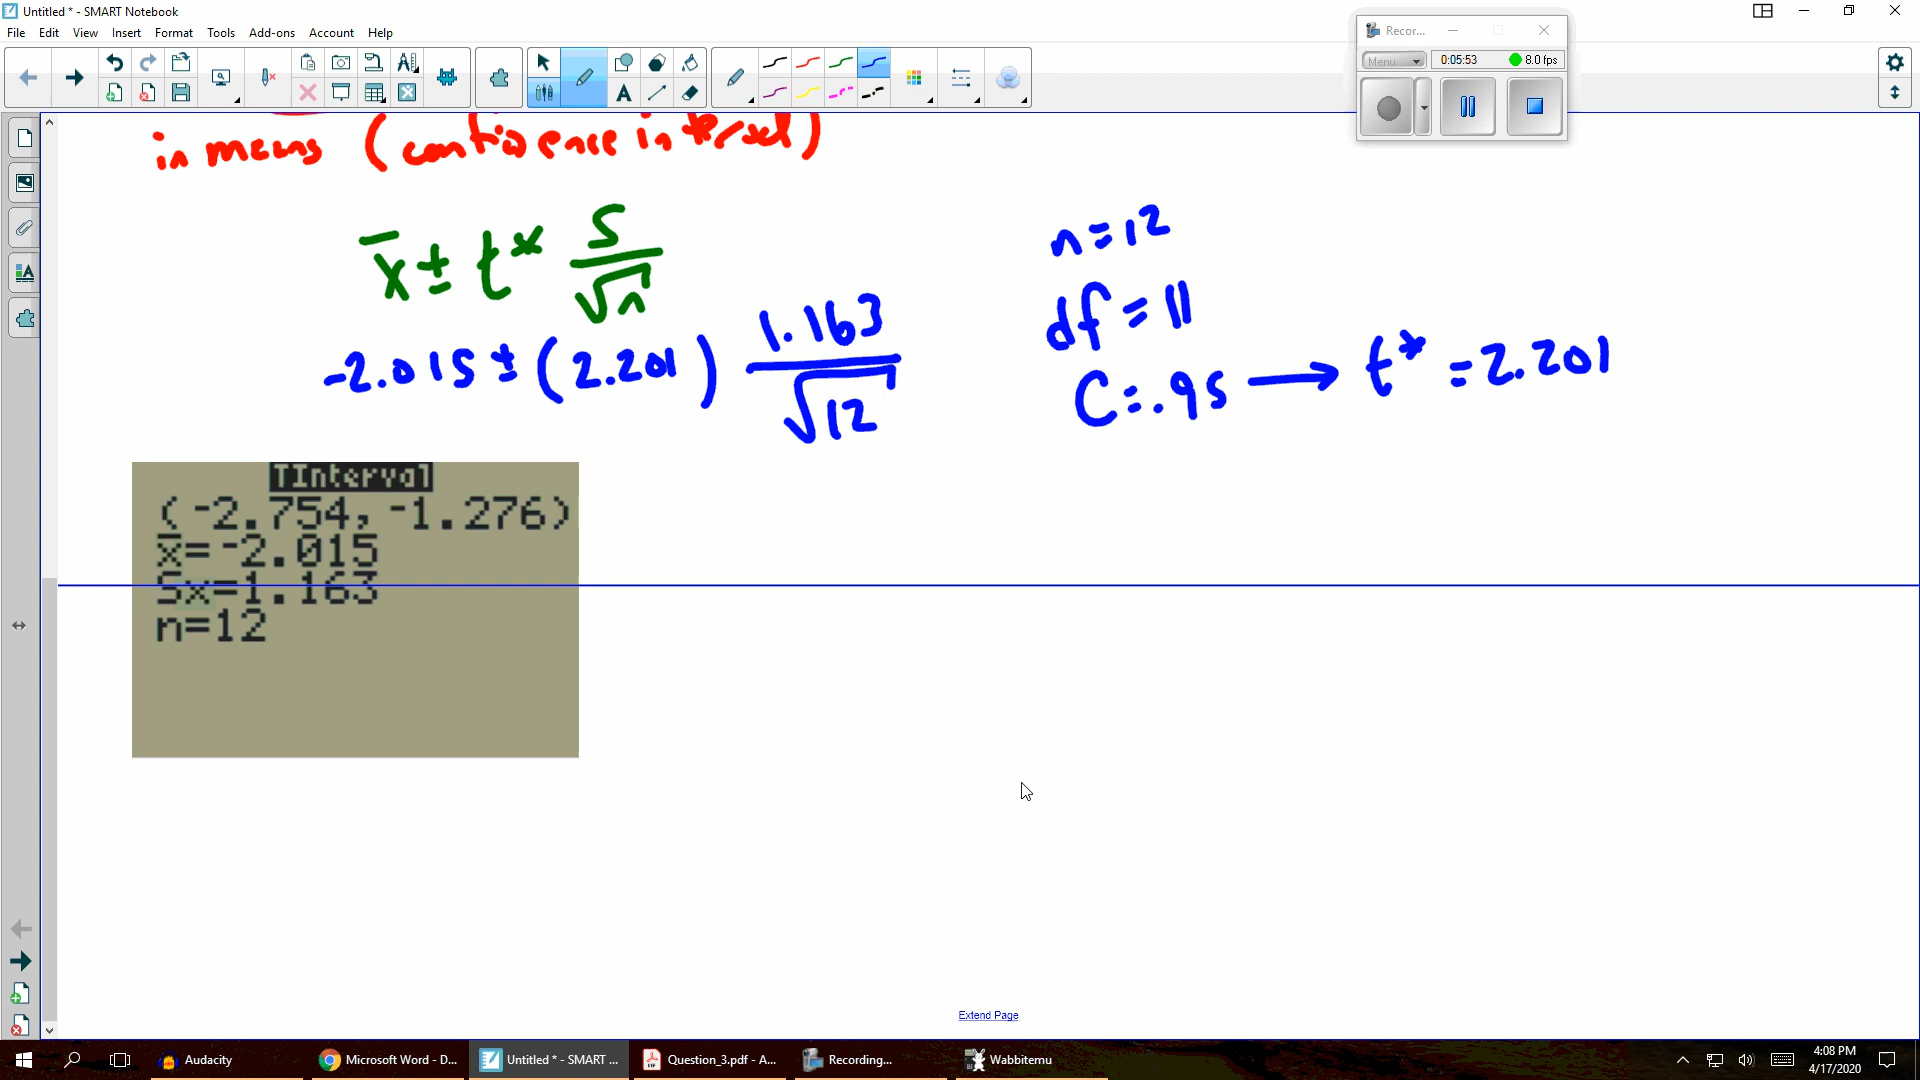 Untitled * - SMART Notebook
File Edit View Insert Format Tools Add-ons Account Help
Recor...
Menu 0:05:53 8.0 fps
in means (confidence interval)
x̄ ± t* s/√n
n=12
df = 11
-2.015 ± (2.201) 1.163/√12
C=.95 → t* = 2.201
TInterval
(-2.754, -1.276)
x̄=-2.015
Sx=1.163
n=12
Extend Page
Audacity Microsoft Word - D... Untitled * - SMART ... Question_3.pdf - A... Recording... Wabbitemu
4:08 PM
4/17/2020